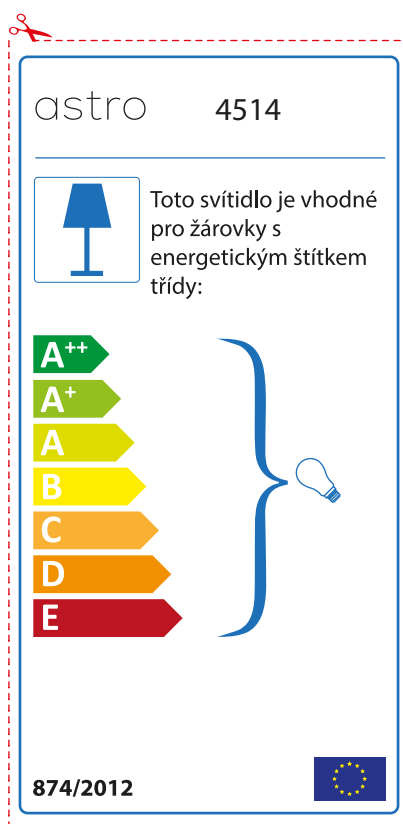 astro 4514
Toto svítidlo je vhodné
pro žárovky s
energetickým štítkem
třídy:
A++
A+
A
B
C
D
E
874/2012